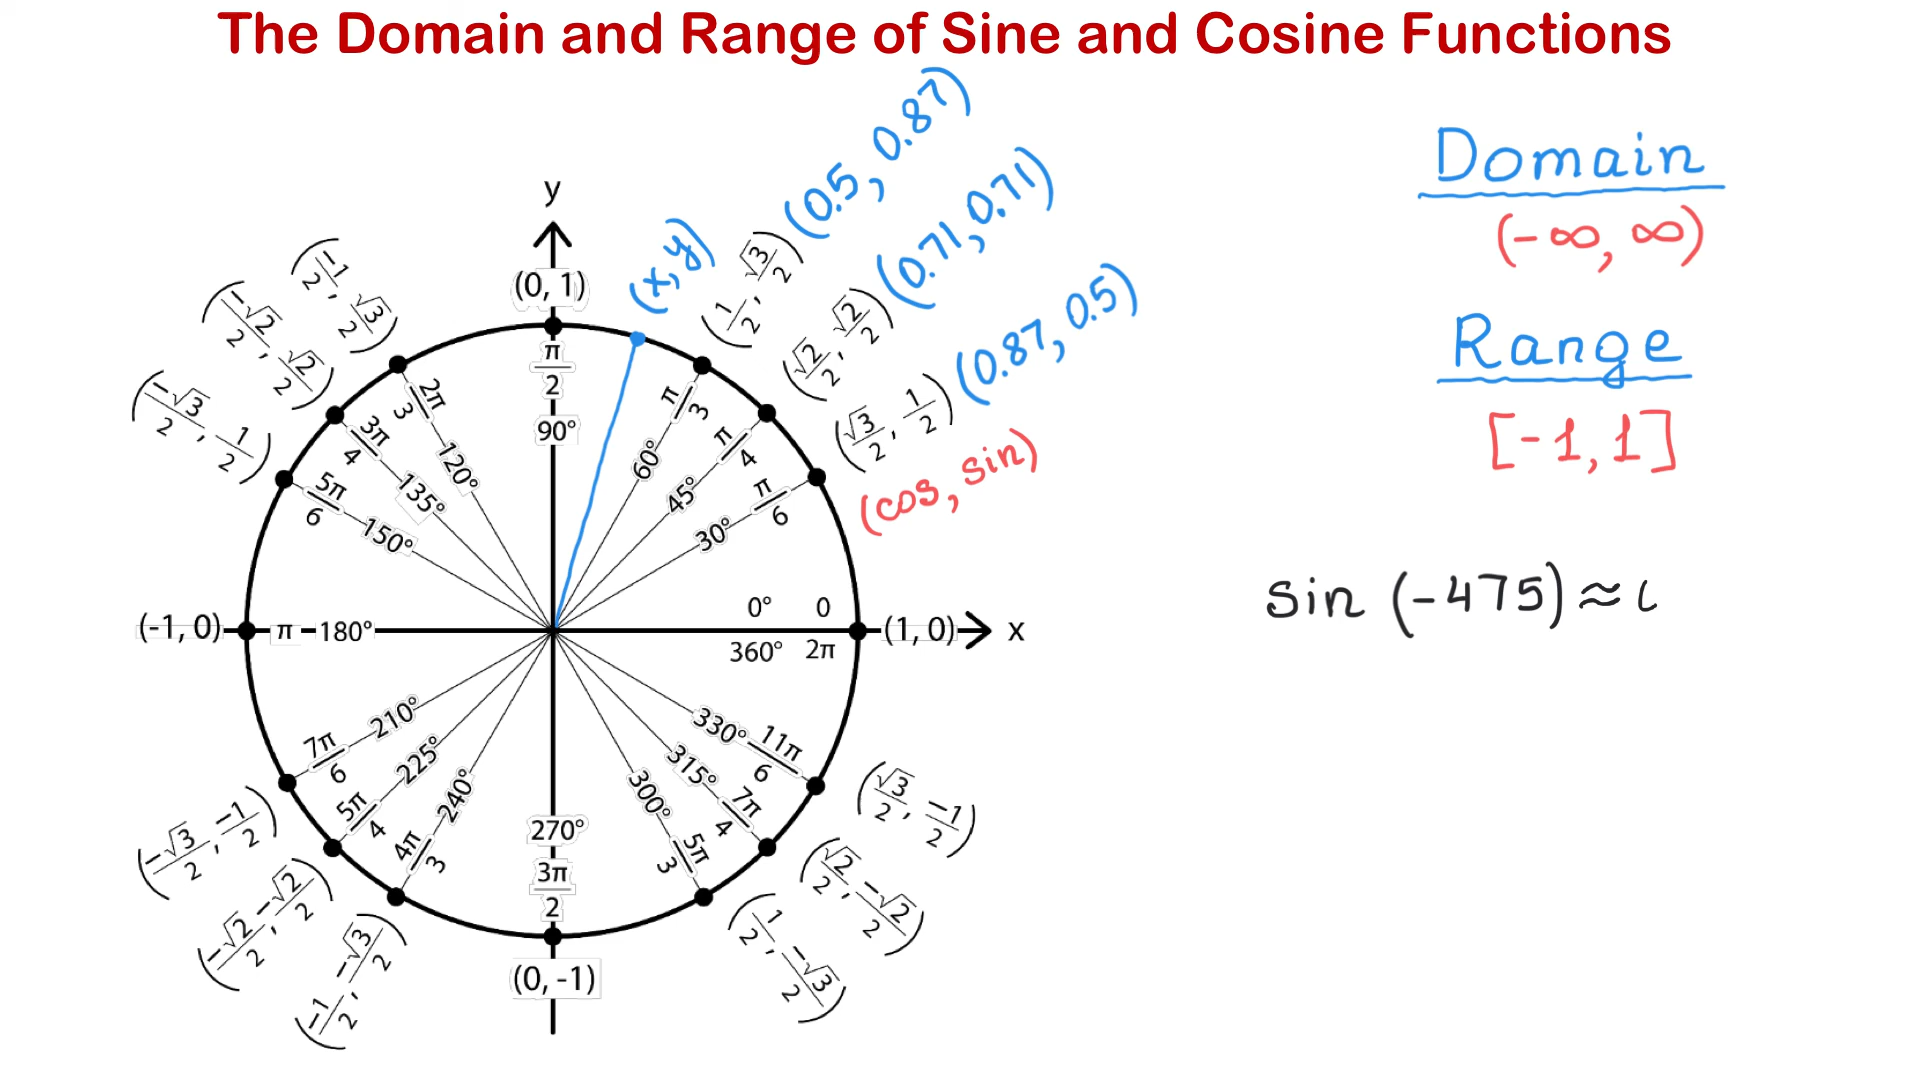 The Domain and Range of Sine and Cosine Functions
Domain
(-∞, ∞)
Range
[-1, 1]
sin (-475) ≈
y
x
(0, 1)
(x, y)
(1/2, √3/2) (0.5, 0.87)
(√2/2, √2/2) (0.71, 0.71)
(√3/2, 1/2) (0.87, 0.5)
(cos, sin)
(-1/2, √3/2)
(-√2/2, √2/2)
(-√3/2, 1/2)
π/2
90°
π/3
60°
π/4
45°
π/6
30°
2π/3
120°
3π/4
135°
5π/6
150°
(-1, 0) π 180°
0° 0
360° 2π
(1, 0)
7π/6
210°
5π/4
225°
4π/3
240°
270°
3π/2
300°
5π/3
315°
7π/4
330°
11π/6
(-√3/2, -1/2)
(-√2/2, -√2/2)
(-1/2, -√3/2)
(0, -1)
(1/2, -√3/2)
(√2/2, -√2/2)
(√3/2, -1/2)